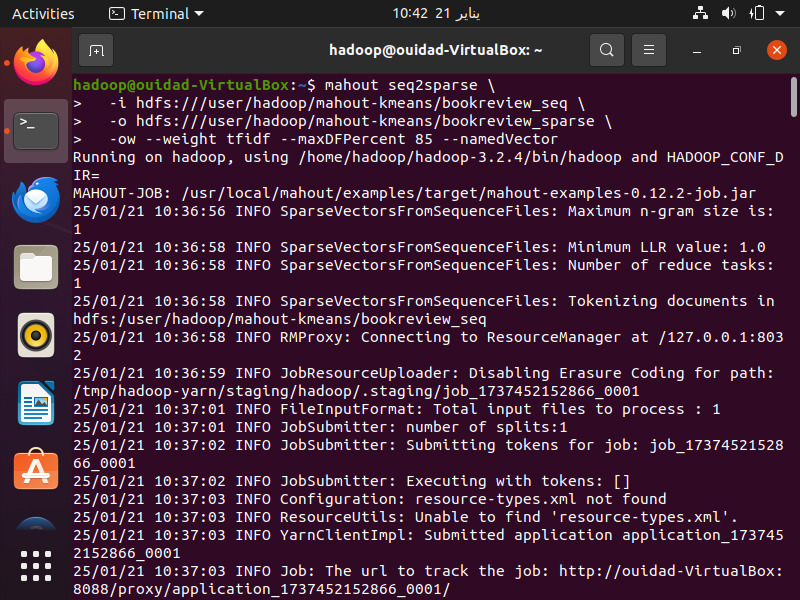 Activities
Terminal
10:42 21 يناير
hadoop@ouidad-VirtualBox: ~
hadoop@ouidad-VirtualBox:~$ mahout seq2sparse \
>   -i hdfs:///user/hadoop/mahout-kmeans/bookreview_seq \
>   -o hdfs:///user/hadoop/mahout-kmeans/bookreview_sparse \
>   -ow --weight tfidf --maxDFPercent 85 --namedVector
Running on hadoop, using /home/hadoop/hadoop-3.2.4/bin/hadoop and HADOOP_CONF_D
IR=
MAHOUT-JOB: /usr/local/mahout/examples/target/mahout-examples-0.12.2-job.jar
25/01/21 10:36:56 INFO SparseVectorsFromSequenceFiles: Maximum n-gram size is:
1
25/01/21 10:36:58 INFO SparseVectorsFromSequenceFiles: Minimum LLR value: 1.0
25/01/21 10:36:58 INFO SparseVectorsFromSequenceFiles: Number of reduce tasks:
1
25/01/21 10:36:58 INFO SparseVectorsFromSequenceFiles: Tokenizing documents in
hdfs:/user/hadoop/mahout-kmeans/bookreview_seq
25/01/21 10:36:58 INFO RMProxy: Connecting to ResourceManager at /127.0.0.1:803
2
25/01/21 10:36:59 INFO JobResourceUploader: Disabling Erasure Coding for path:
/tmp/hadoop-yarn/staging/hadoop/.staging/job_1737452152866_0001
25/01/21 10:37:01 INFO FileInputFormat: Total input files to process : 1
25/01/21 10:37:01 INFO JobSubmitter: number of splits:1
25/01/21 10:37:02 INFO JobSubmitter: Submitting tokens for job: job_17374521528
66_0001
25/01/21 10:37:02 INFO JobSubmitter: Executing with tokens: []
25/01/21 10:37:03 INFO Configuration: resource-types.xml not found
25/01/21 10:37:03 INFO ResourceUtils: Unable to find 'resource-types.xml'.
25/01/21 10:37:03 INFO YarnClientImpl: Submitted application application_173745
2152866_0001
25/01/21 10:37:03 INFO Job: The url to track the job: http://ouidad-VirtualBox:
8088/proxy/application_1737452152866_0001/